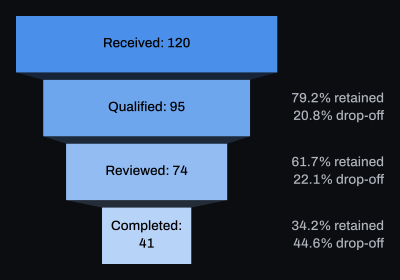 Received: 120
Qualified: 95
79.2% retained
20.8% drop-off
Reviewed: 74
61.7% retained
22.1% drop-off
Completed:
41
34.2% retained
44.6% drop-off